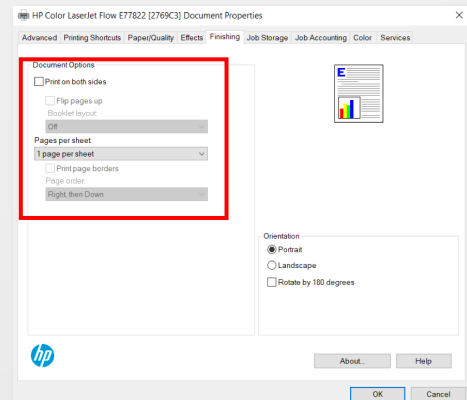 HP Color LaserJet Flow E77822 [2769C3] Document Properties
Advanced Printing Shortcuts Paper/Quality Effects Finishing Job Storage Job Accounting Color Services
Document Options
Print on both sides
Flip pages up
Booklet layout:
Off
Pages per sheet
1 page per sheet
Print page borders
Page order:
Right, then Down
E
Orientation
Portrait
Landscape
Rotate by 180 degrees
hp
About...
Help
OK
Cancel